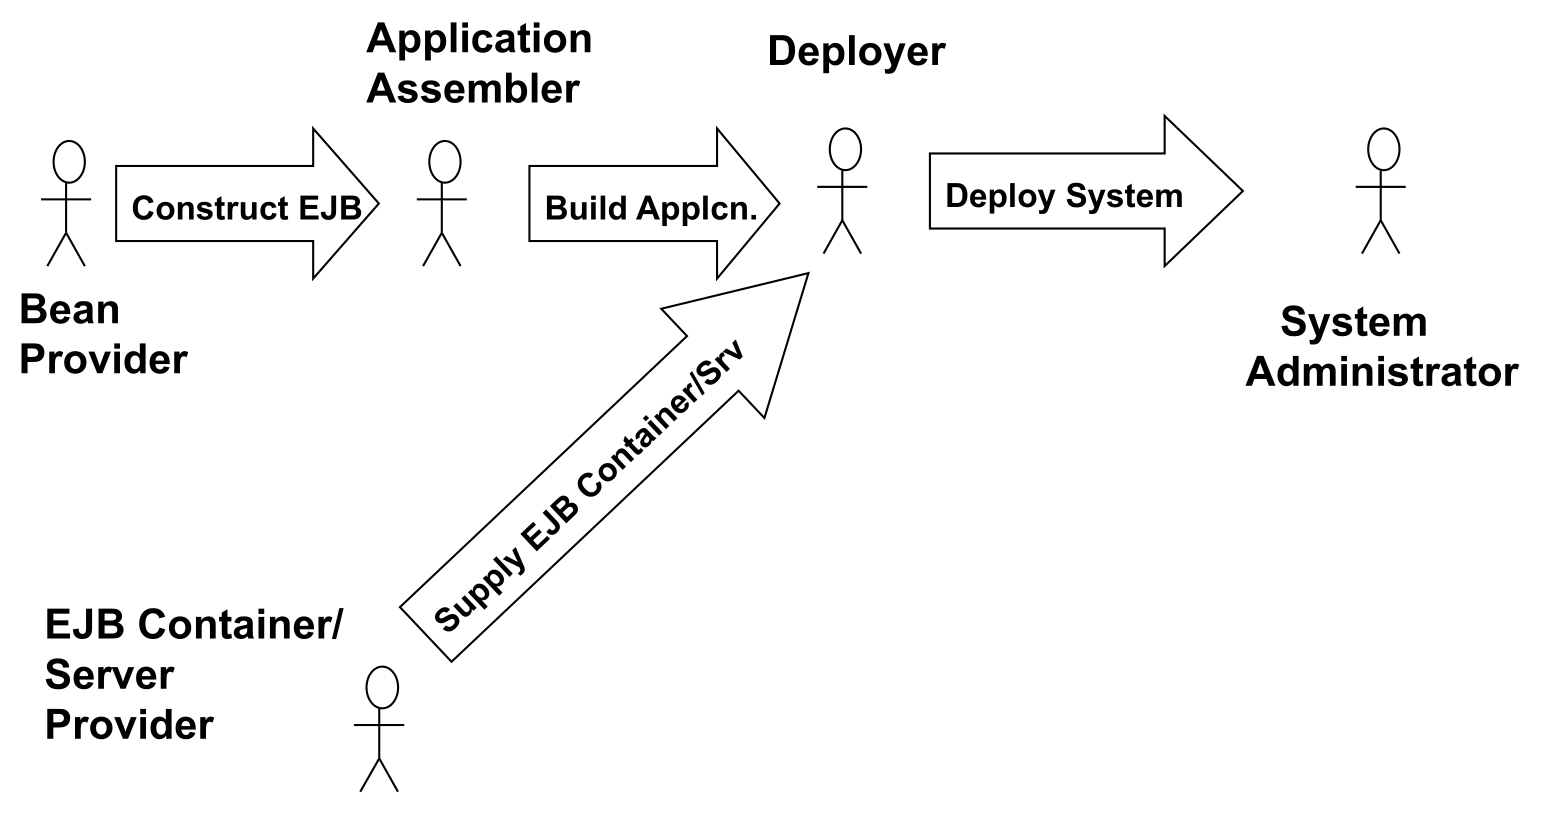 Application
Assembler
Deployer
Construct EJB
Build Applcn.
Deploy System
Bean
Provider
System
Administrator
Supply EJB Container/Srv
EJB Container/
Server
Provider